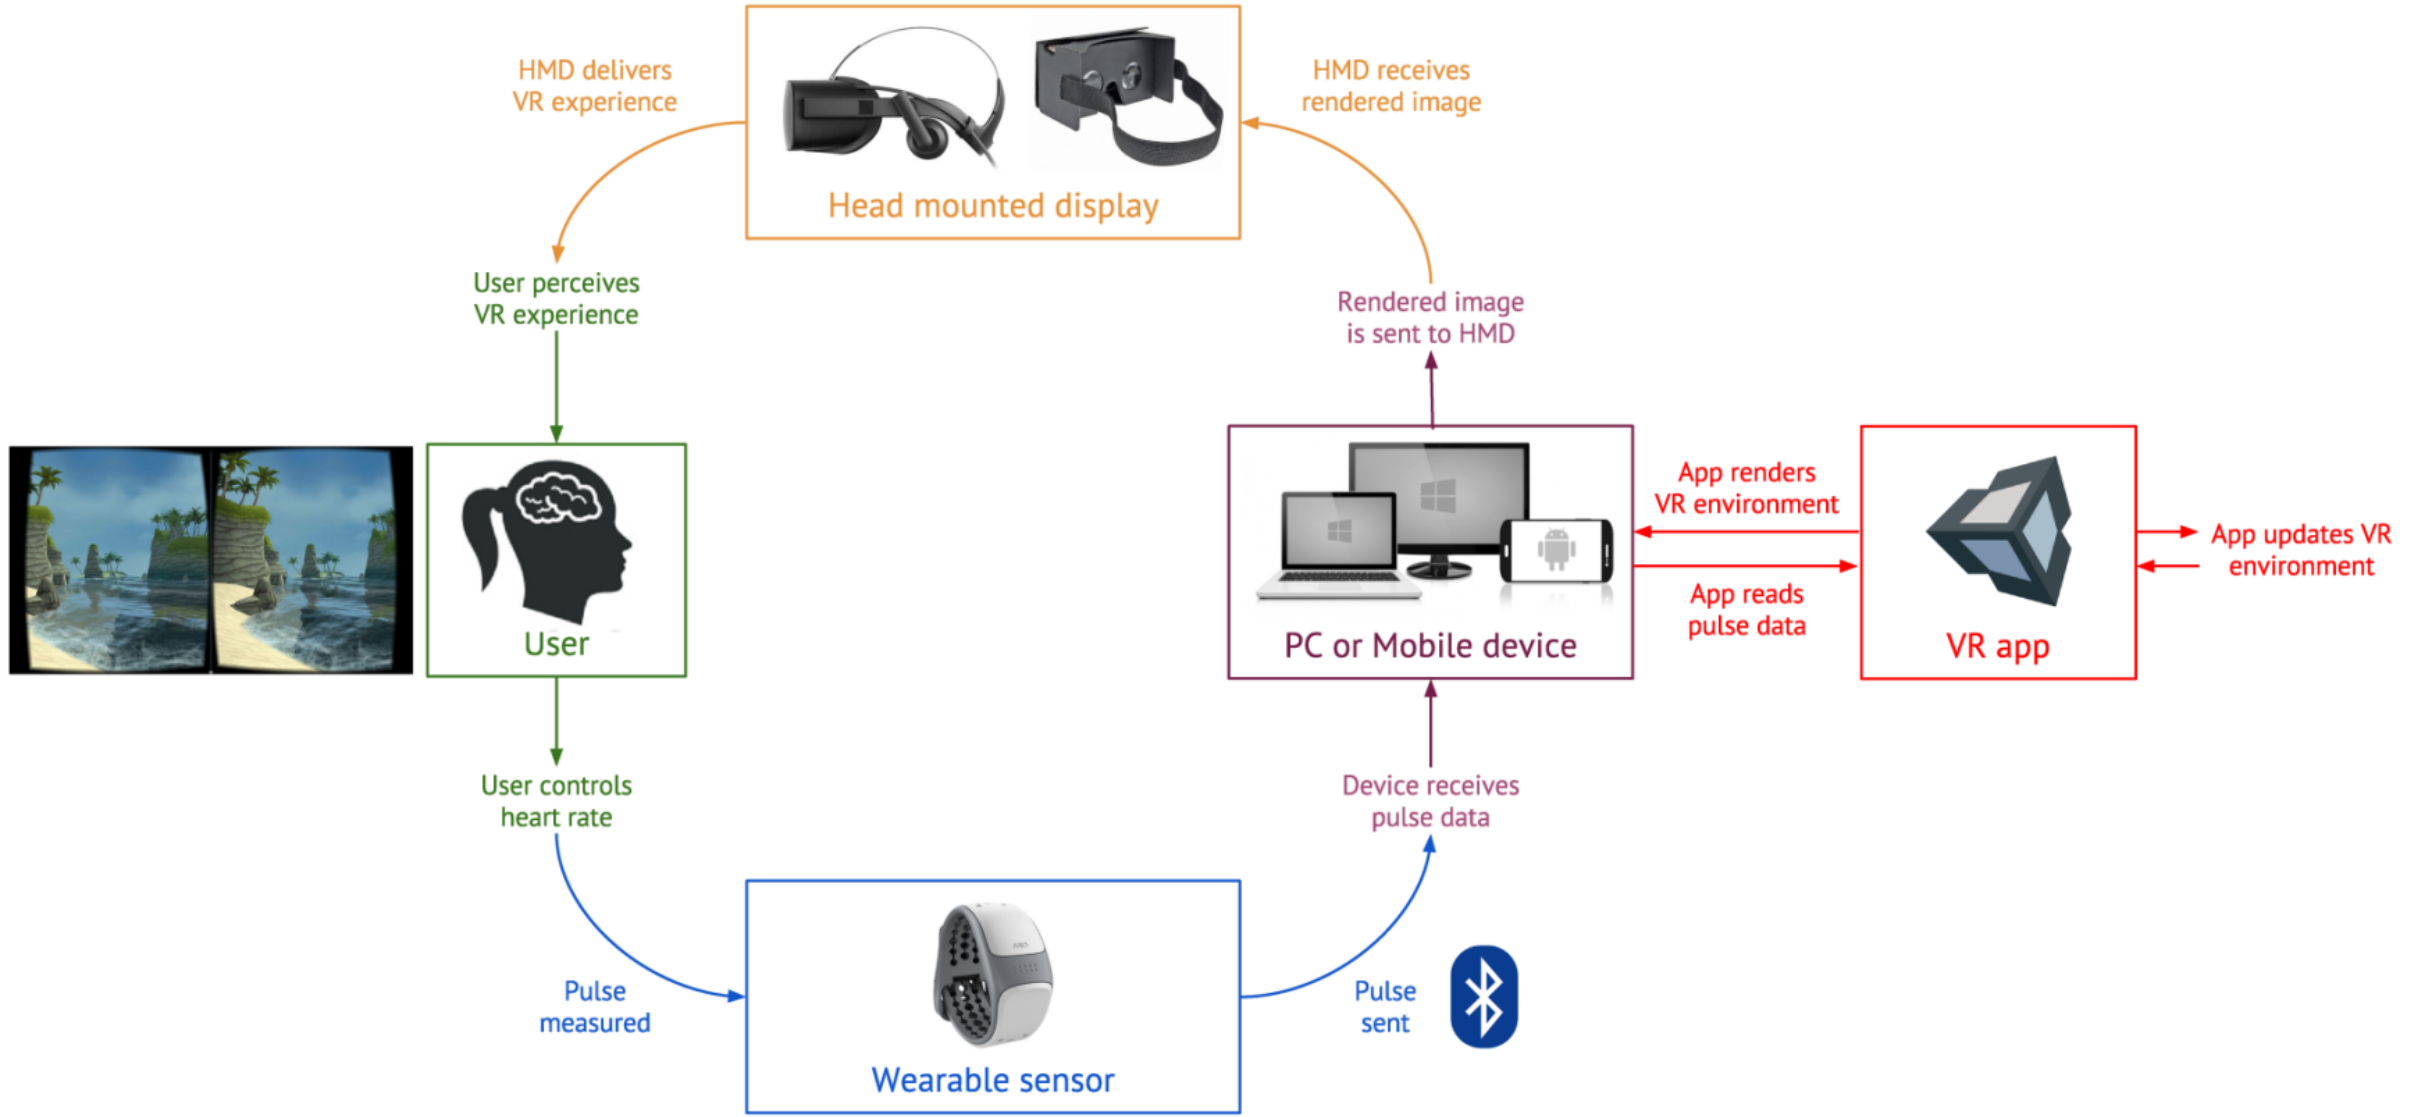 HMD delivers
VR experience
HMD receives
rendered image
Head mounted display
User perceives
VR experience
Rendered image
is sent to HMD
App renders
VR environment
App updates VR
environment
App reads
pulse data
User
PC or Mobile device
VR app
User controls
heart rate
Device receives
pulse data
Pulse
measured
Pulse
sent
Wearable sensor